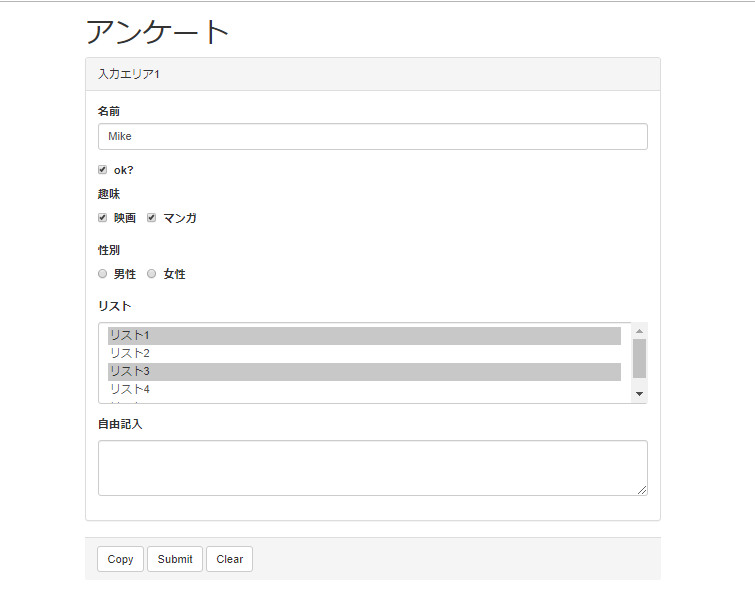 アンケート
入力エリア1
名前
Mike
ok?
趣味
映画 マンガ
性別
男性 女性
リスト
リスト1
リスト2
リスト3
リスト4
自由記入
Copy Submit Clear